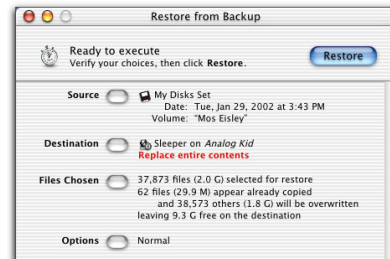 Restore from Backup
Ready to execute
Verify your choices, then click Restore.
Restore
Source
My Disks Set
Date: Tue, Jan 29, 2002 at 3:43 PM
Volume: "Mos Eisley"
Destination
Sleeper on Analog Kid
Replace entire contents
Files Chosen
37,873 files (2.0 G) selected for restore
62 files (29.9 M) appear already copied
and 38,573 others (1.8 G) will be overwritten
leaving 9.3 G free on the destination
Options
Normal